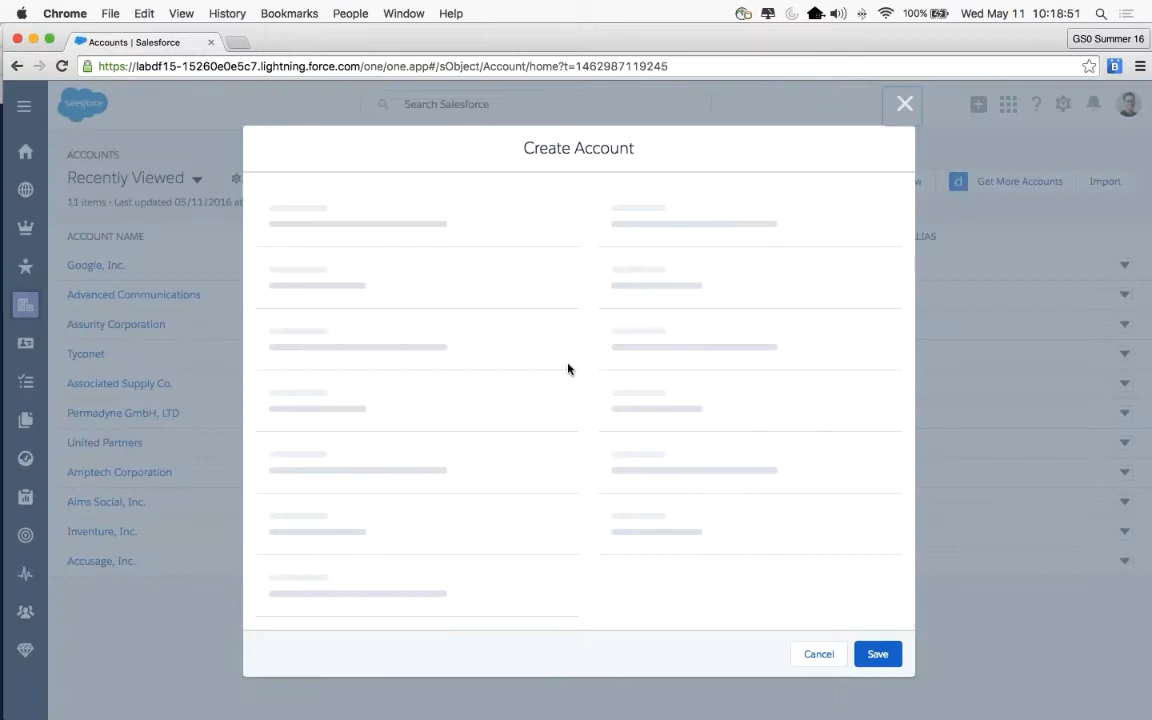 Chrome File Edit View History Bookmarks People Window Help 100% Wed May 11 10:18:51
Accounts | Salesforce
GS0 Summer 16
https://labdf15-15260e0e5c7.lightning.force.com/one/one.app#/sObject/Account/home?t=1462987119245
salesforce
Search Salesforce
Create Account
ACCOUNTS
Recently Viewed
Get More Accounts
Import
11 items • Last updated 05/11/2016 at
ACCOUNT NAME
Google, Inc.
Advanced Communications
Assurity Corporation
Tyconet
Associated Supply Co.
Permadyne GmbH, LTD
United Partners
Amptech Corporation
Aims Social, Inc.
Inventure, Inc.
Accusage, Inc.
Cancel
Save